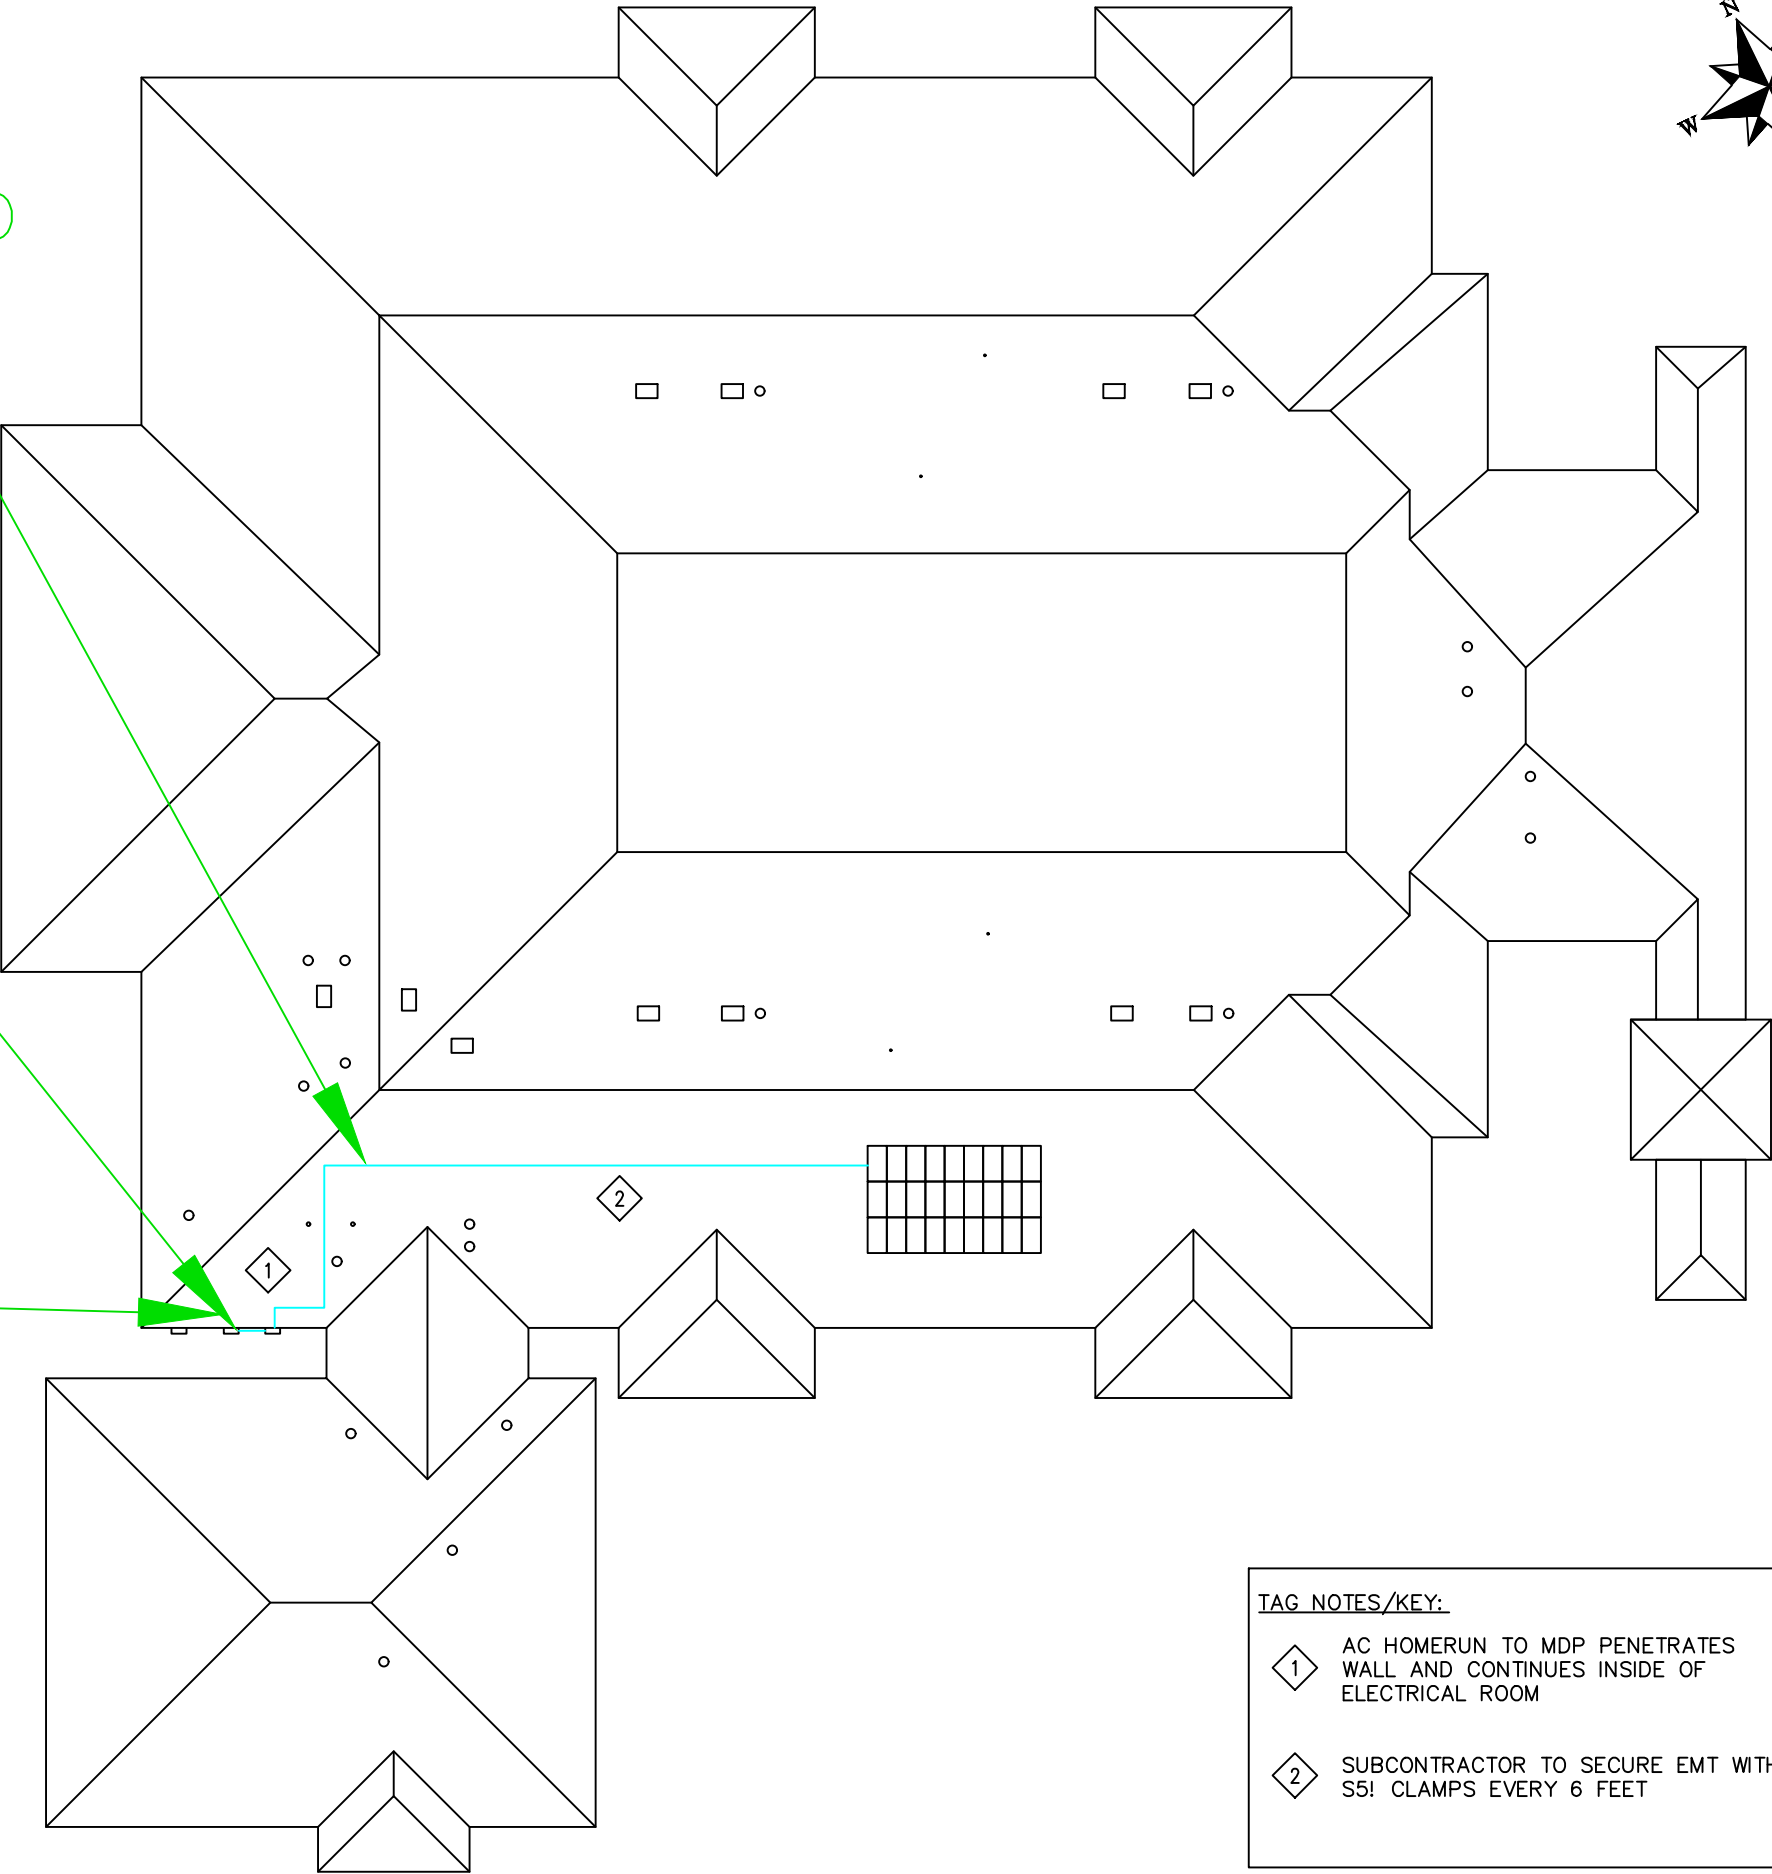 N
W
2
1
TAG NOTES/KEY:
1
AC HOMERUN TO MDP PENETRATES
WALL AND CONTINUES INSIDE OF
ELECTRICAL ROOM
2
SUBCONTRACTOR TO SECURE EMT WITH
S5! CLAMPS EVERY 6 FEET